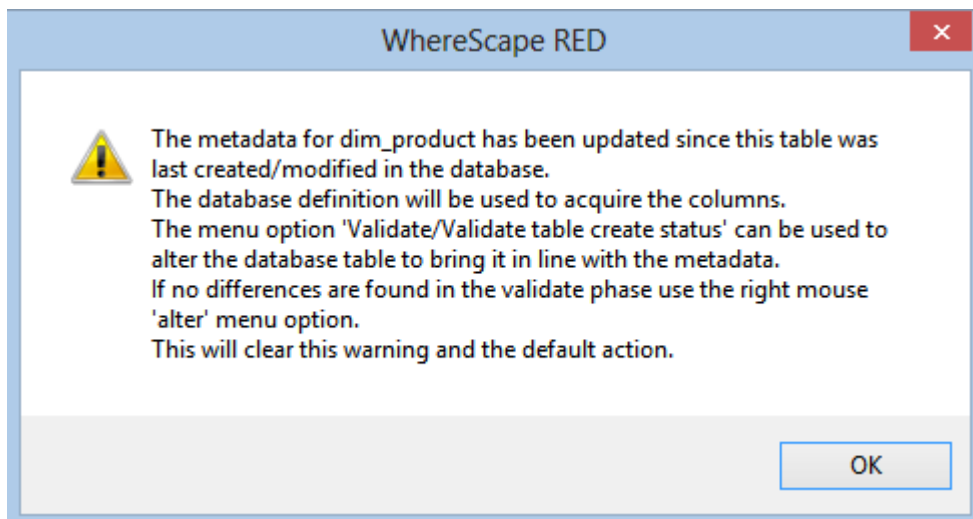 WhereScape RED
The metadata for dim_product has been updated since this table was
last created/modified in the database.
The database definition will be used to acquire the columns.
The menu option 'Validate/Validate table create status' can be used to
alter the database table to bring it in line with the metadata.
If no differences are found in the validate phase use the right mouse
'alter' menu option.
This will clear this warning and the default action.
OK